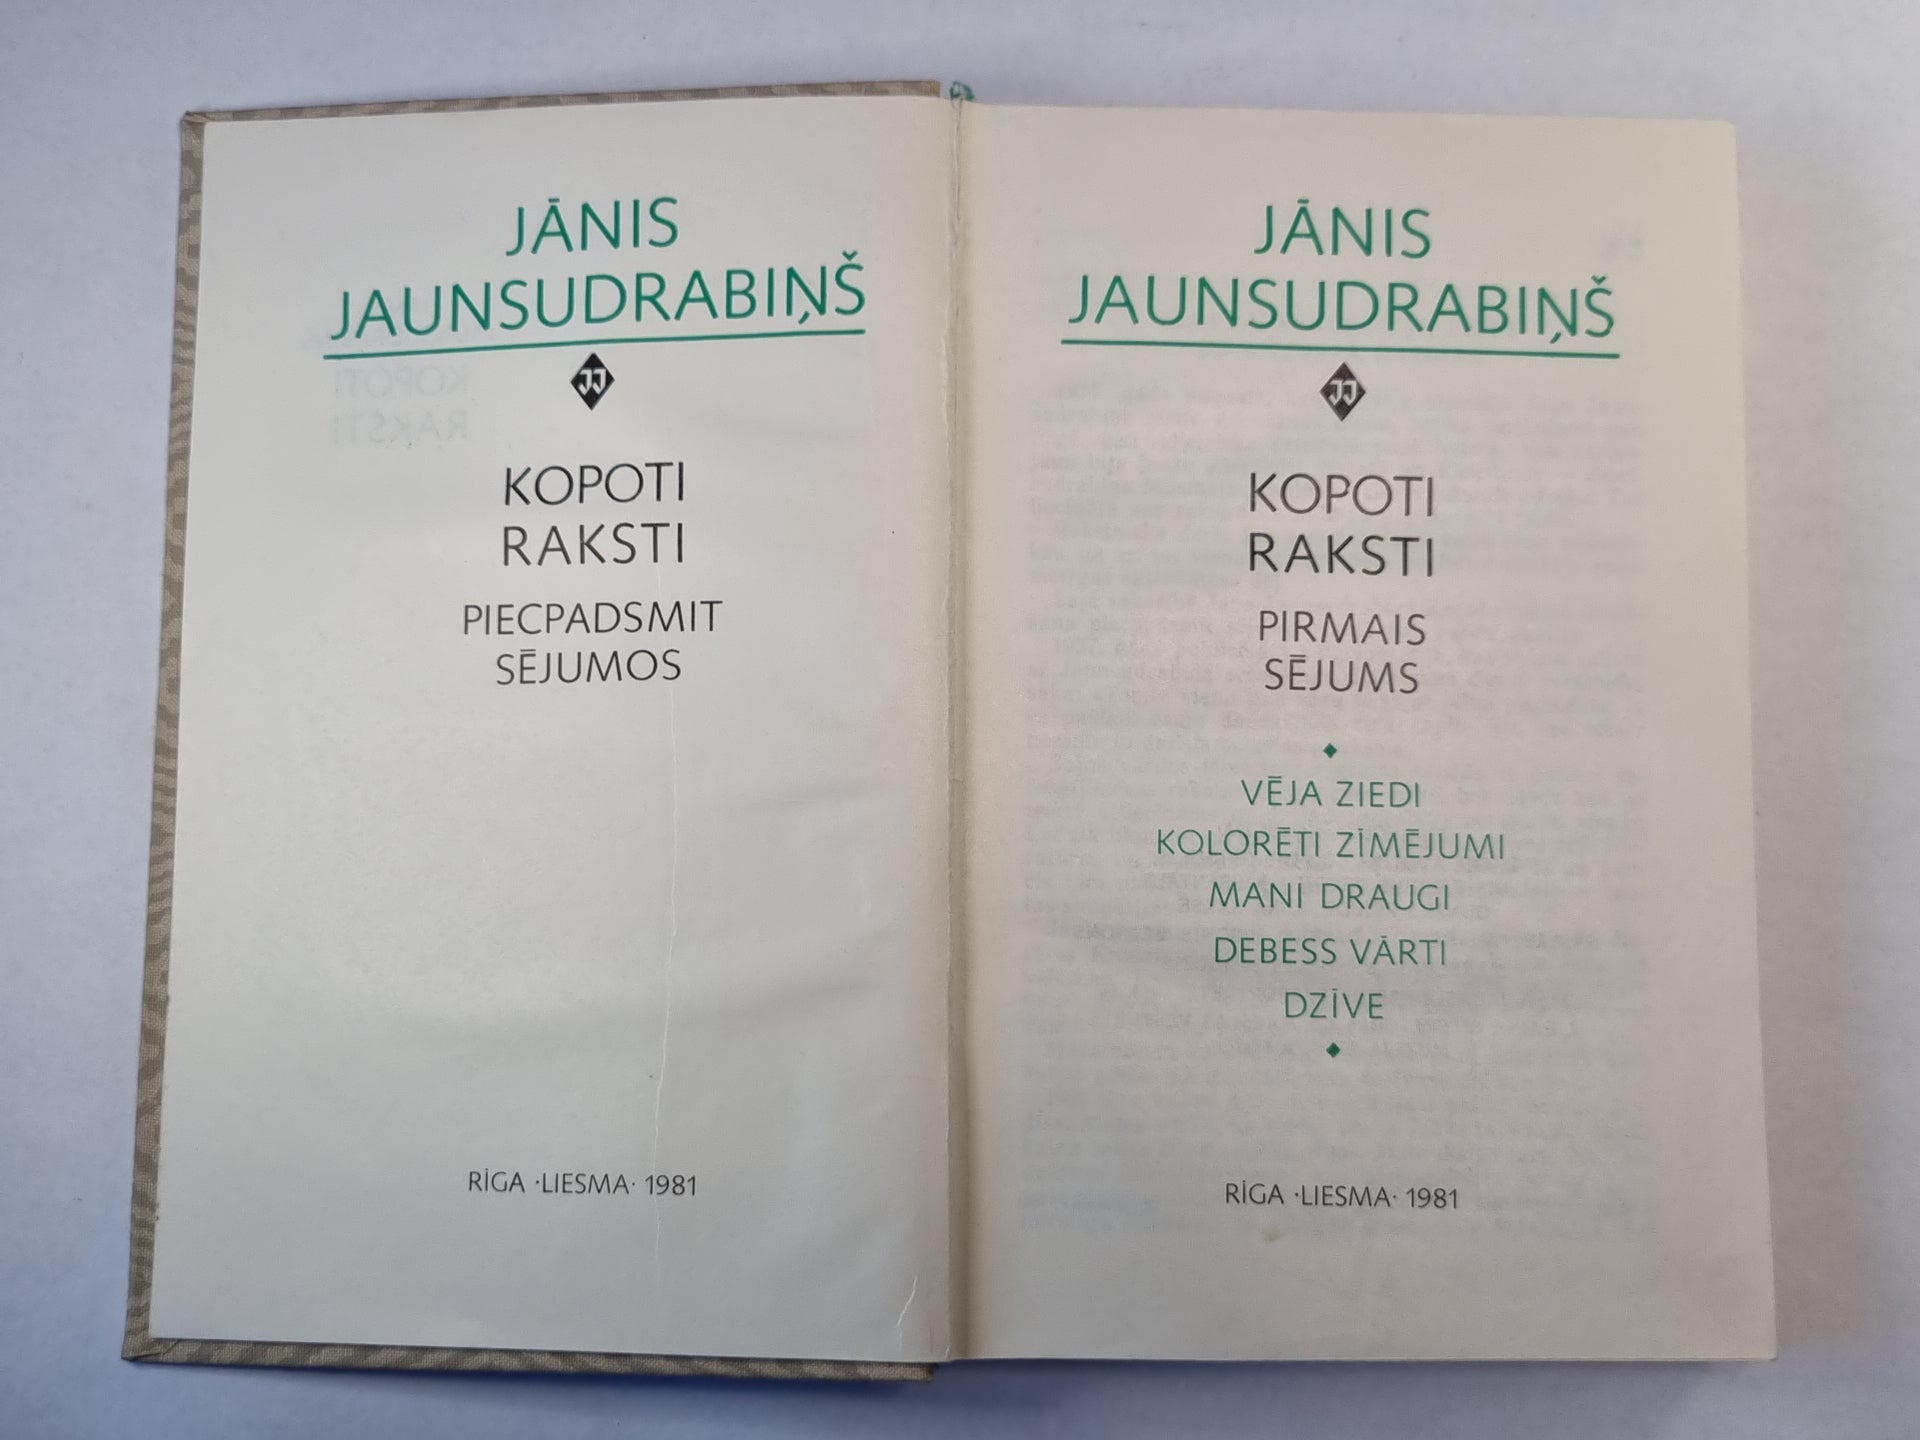 JĀNIS
JAUNSUDRABIŅŠ
JJ
KOPOTI
RAKSTI
PIECPADSMIT
SĒJUMOS
RĪGA ·LIESMA· 1981
JĀNIS
JAUNSUDRABIŅŠ
JJ
KOPOTI
RAKSTI
PIRMAIS
SĒJUMS
VĒJA ZIEDI
KOLORĒTI ZĪMĒJUMI
MANI DRAUGI
DEBESS VĀRTI
DZĪVE
RĪGA ·LIESMA· 1981